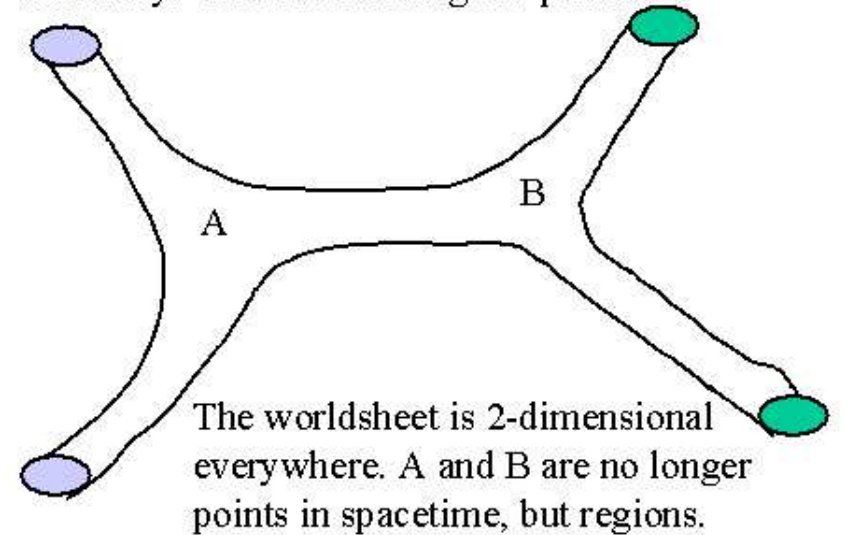 A
B
The worldsheet is 2-dimensional
everywhere. A and B are no longer
points in spacetime, but regions.